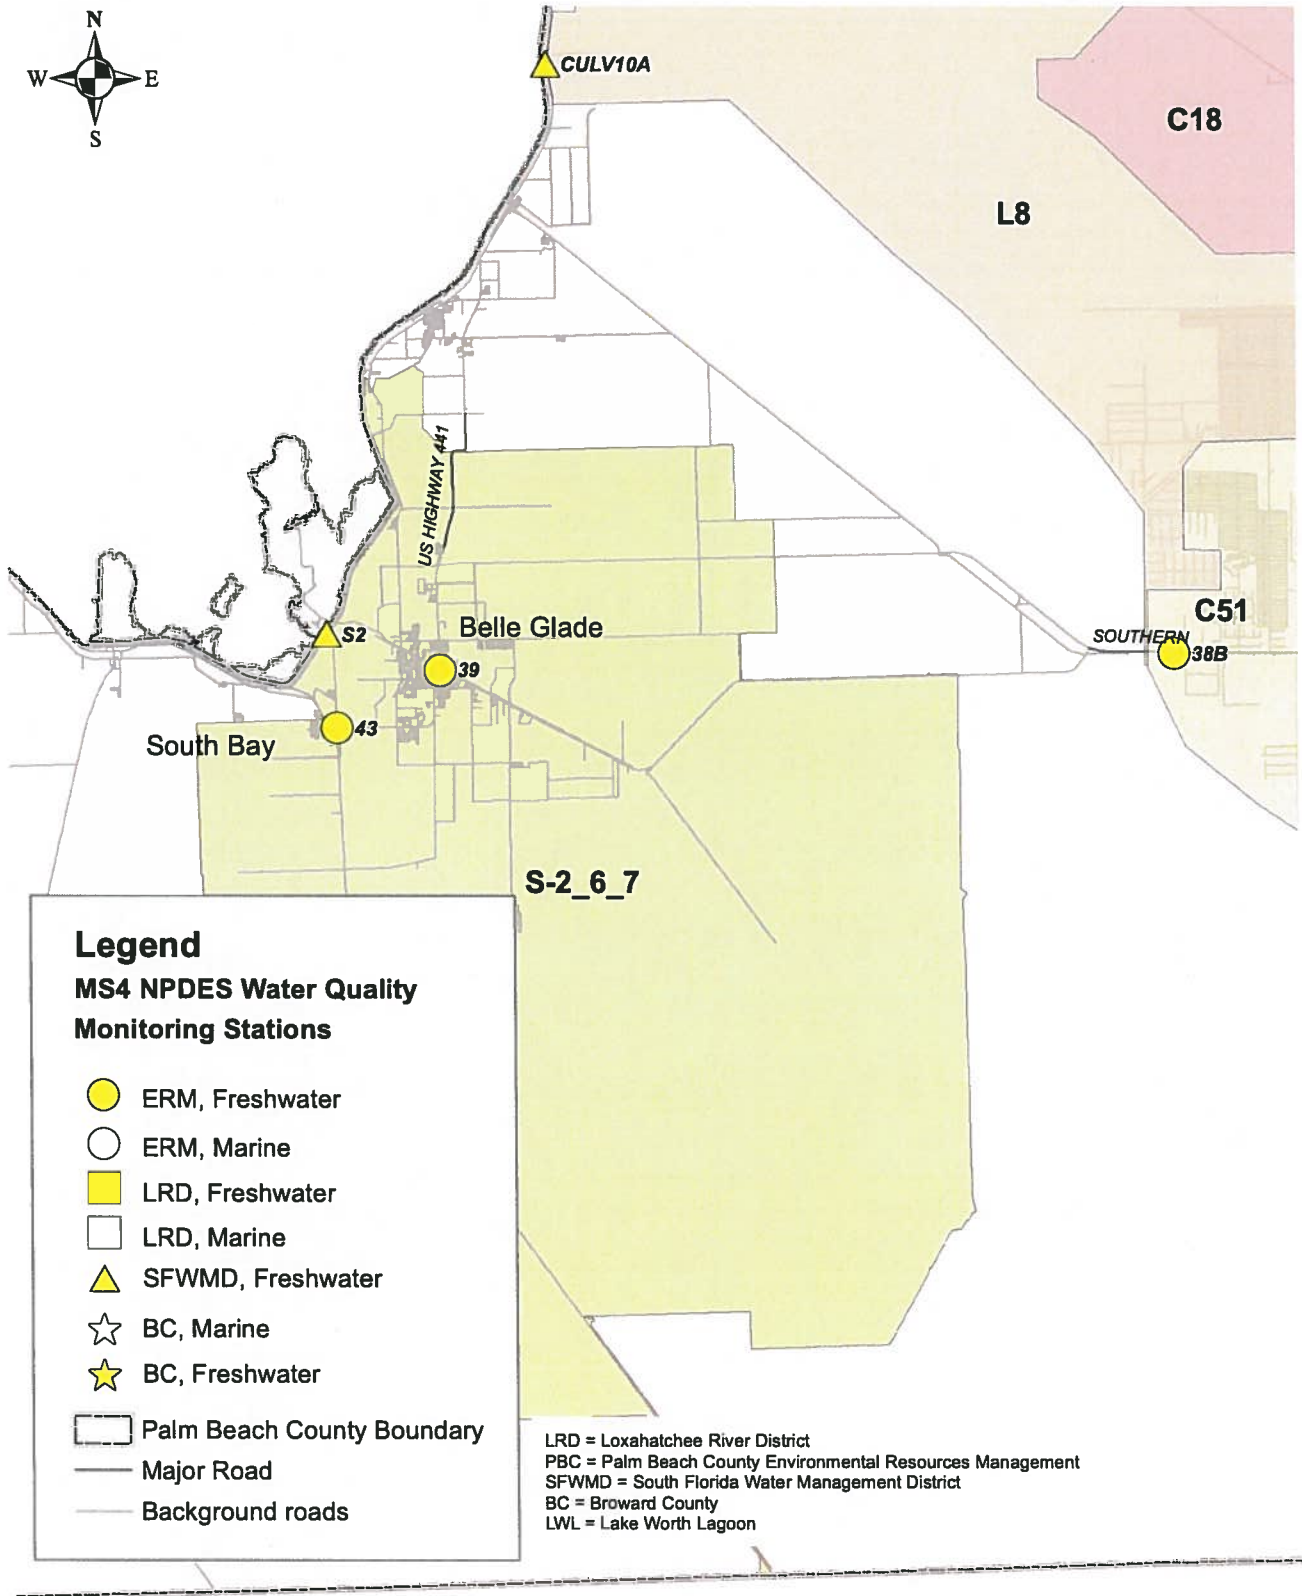 N
W E
S
CULV10A
C18
L8
US HIGHWAY 441
C51
S2
Belle Glade
SOUTHERN
38B
39
43
South Bay
S-2_6_7
Legend
MS4 NPDES Water Quality
Monitoring Stations
ERM, Freshwater
ERM, Marine
LRD, Freshwater
LRD, Marine
SFWMD, Freshwater
BC, Marine
BC, Freshwater
Palm Beach County Boundary
Major Road
Background roads
LRD = Loxahatchee River District
PBC = Palm Beach County Environmental Resources Management
SFWMD = South Florida Water Management District
BC = Broward County
LWL = Lake Worth Lagoon